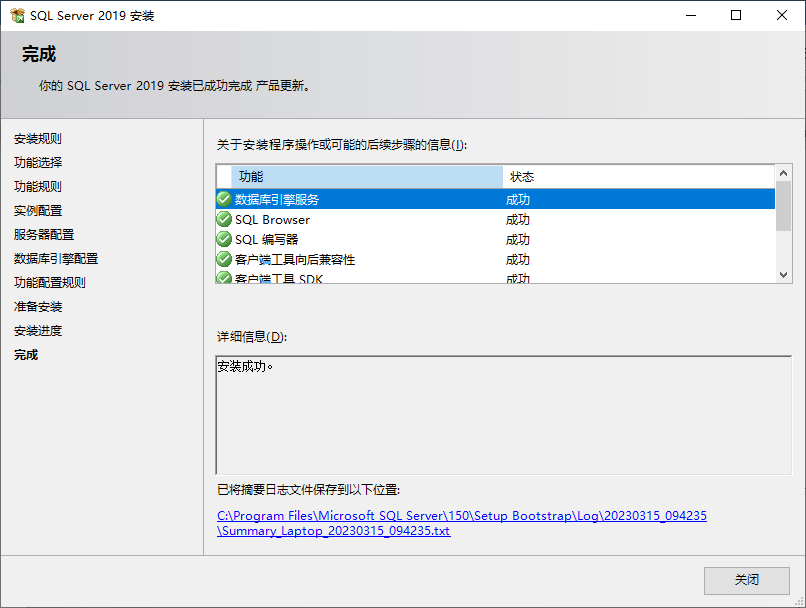 SQL Server 2019 安装
完成
你的 SQL Server 2019 安装已成功完成 产品更新。
安装规则
功能选择
功能规则
实例配置
服务器配置
数据库引擎配置
功能配置规则
准备安装
安装进度
完成
关于安装程序操作或可能的后续步骤的信息(I):
功能 状态
数据库引擎服务 成功
SQL Browser 成功
SQL 编写器 成功
客户端工具向后兼容性 成功
客户端工具 SDK 成功
详细信息(D):
安装成功。
已将摘要日志文件保存到以下位置:
C:\Program Files\Microsoft SQL Server\150\Setup Bootstrap\Log\20230315_094235
\Summary_Laptop_20230315_094235.txt
关闭